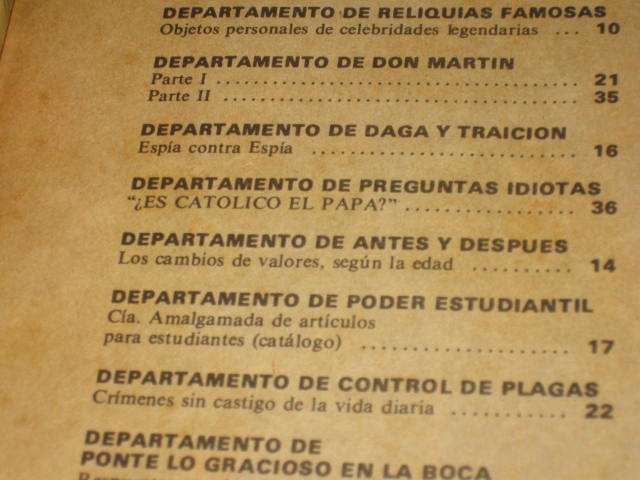 DEPARTAMENTO DE RELIQUIAS FAMOSAS
Objetos personales de celebridades legendarias ... 10
DEPARTAMENTO DE DON MARTIN
Parte I ........................................ 21
Parte II ....................................... 35
DEPARTAMENTO DE DAGA Y TRAICION
Espía contra Espía ............................. 16
DEPARTAMENTO DE PREGUNTAS IDIOTAS
"¿ES CATOLICO EL PAPA?" ................. 36
DEPARTAMENTO DE ANTES Y DESPUES
Los cambios de valores, según la edad .......... 14
DEPARTAMENTO DE PODER ESTUDIANTIL
Cía. Amalgamada de artículos
para estudiantes (catálogo) .................... 17
DEPARTAMENTO DE CONTROL DE PLAGAS
Crímenes sin castigo de la vida diaria ........... 22
DEPARTAMENTO DE
PONTE LO GRACIOSO EN LA BOCA